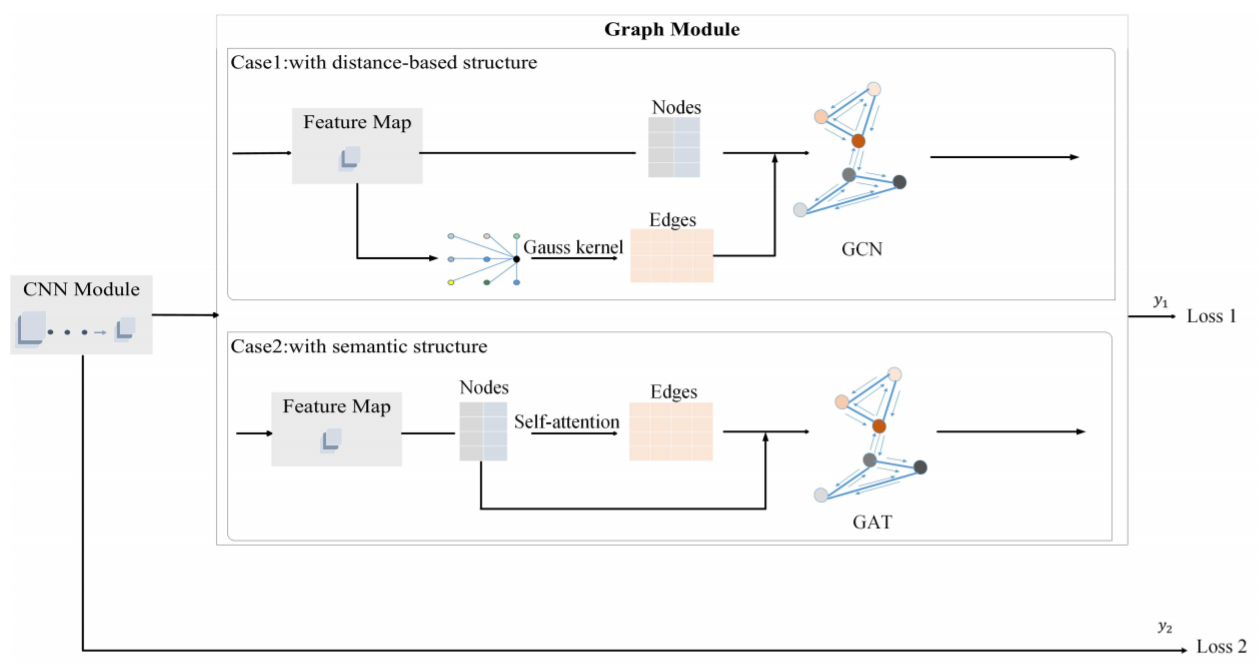 Graph Module
Case1:with distance-based structure
Feature Map
Nodes
Gauss kernel
Edges
GCN
CNN Module
y₁
Loss 1
Case2:with semantic structure
Feature Map
Nodes
Self-attention
Edges
GAT
y₂
Loss 2